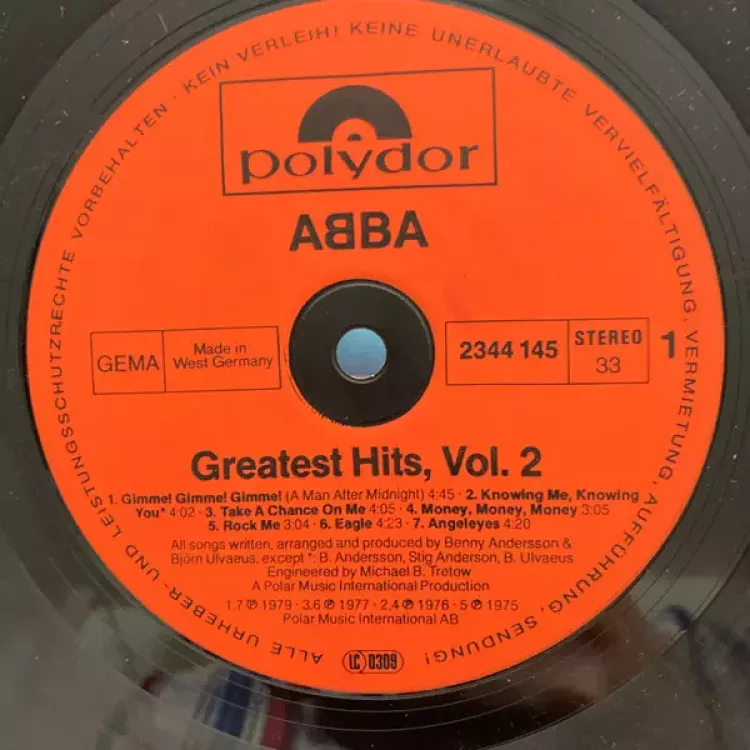 ALLE URHEBER- UND LEISTUNGSSCHUTZRECHTE VORBEHALTEN · KEIN VERLEIH! KEINE UNERLAUBTE VERVIELFÄLTIGUNG, VERMIETUNG, AUFFÜHRUNG, SENDUNG!
polydor
ABBA
GEMA
Made in
West Germany
2344 145
STEREO
33
1
Greatest Hits, Vol. 2
1. Gimme! Gimme! Gimme! (A Man After Midnight) 4:45 · 2. Knowing Me, Knowing
You* 4:02 · 3. Take A Chance On Me 4:05 · 4. Money, Money, Money 3:05
5. Rock Me 3:04 · 6. Eagle 4:23 · 7. Angeleyes 4:20
All songs written, arranged and produced by Benny Andersson &
Björn Ulvaeus, except *: B. Andersson, Stig Anderson, B. Ulvaeus
Engineered by Michael B. Tretow
A Polar Music International Production
1.7 ℗ 1979 · 3.6 ℗ 1977 · 2,4 ℗ 1976 · 5 ℗ 1975
Polar Music International AB
LC 0309